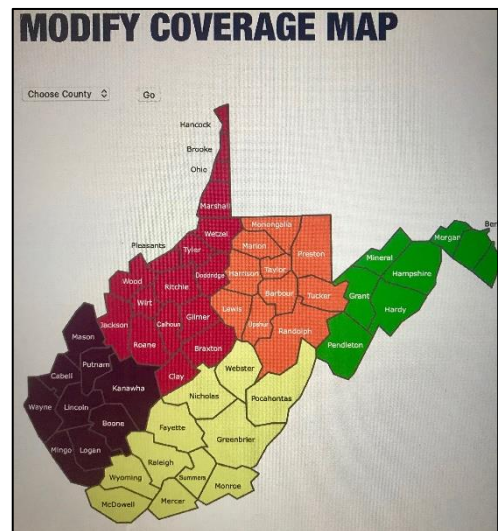 MODIFY COVERAGE MAP
Choose County
Go
Hancock
Brooke
Ohio
Marshall
Wetzel
Monongalia
Pleasants
Tyler
Marion
Preston
Morgan
Ber
Mineral
Wood
Ritchie
Doddridge
Harrison
Taylor
Hampshire
Wirt
Barbour
Tucker
Grant
Jackson
Calhoun
Gilmer
Lewis
Hardy
Mason
Roane
Upshur
Randolph
Braxton
Pendleton
Putnam
Cabell
Clay
Webster
Kanawha
Nicholas
Pocahontas
Wayne
Lincoln
Boone
Fayette
Greenbrier
Mingo
Logan
Raleigh
Wyoming
Summers
Monroe
McDowell
Mercer